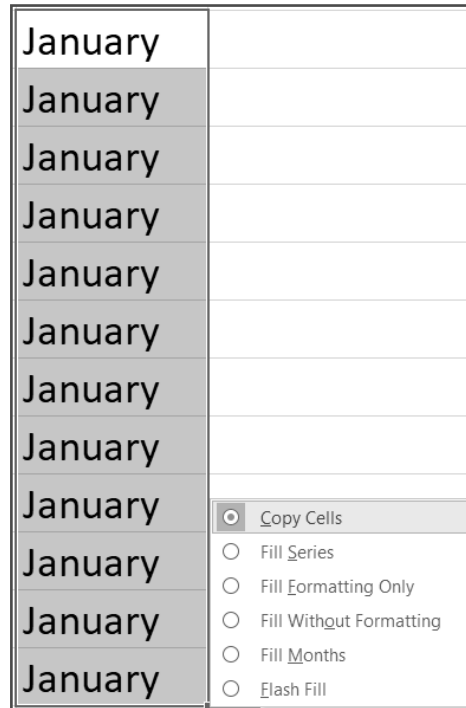 January
January
January
January
January
January
January
January
January
Copy Cells
January
Fill Series
Fill Formatting Only
January
Fill Without Formatting
Fill Months
January
Flash Fill